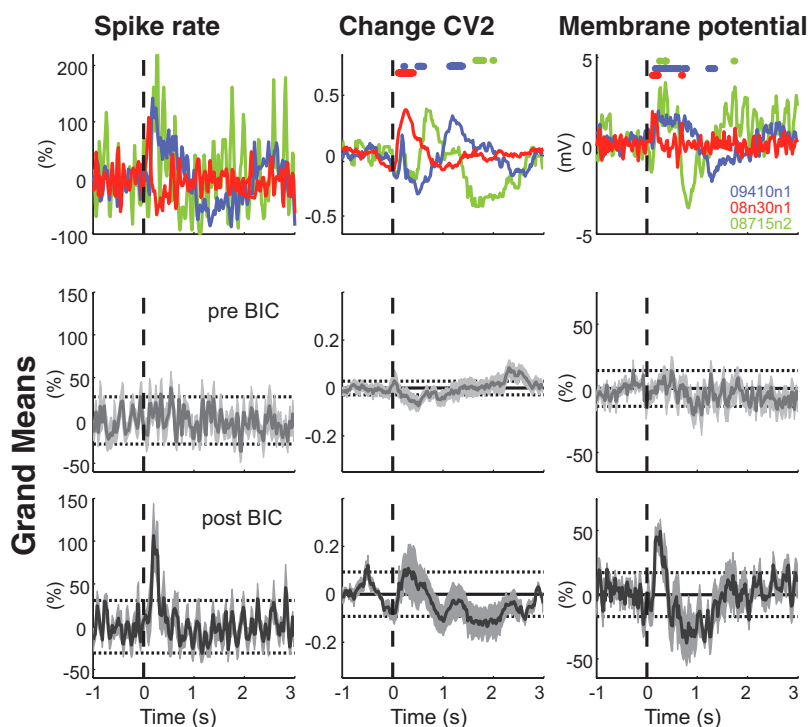 Spike rate
Change CV2
Membrane potential
200
100
0
-100
(%)
0.5
0
-0.5
5
0
-5
(mV)
09410n1
08n30n1
08715n2
Grand Means
150
100
50
0
-50
(%)
pre BIC
0.2
0
-0.2
50
0
-50
(%)
150
100
50
0
-50
(%)
post BIC
0.2
0
-0.2
50
0
-50
(%)
-1 0 1 2 3
Time (s)
-1 0 1 2 3
Time (s)
-1 0 1 2 3
Time (s)